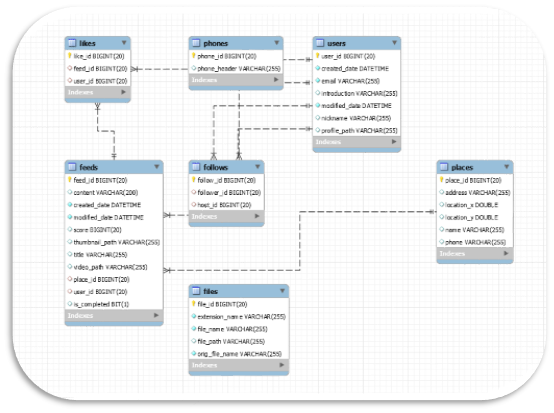 likes
like_id BIGINT(20)
feed_id BIGINT(20)
user_id BIGINT(20)
Indexes
phones
phone_id BIGINT(20)
phone_header VARCHAR(255)
Indexes
users
user_id BIGINT(20)
created_date DATETIME
email VARCHAR(255)
introduction VARCHAR(255)
modified_date DATETIME
nickname VARCHAR(255)
profile_path VARCHAR(255)
Indexes
feeds
feed_id BIGINT(20)
content VARCHAR(200)
created_date DATETIME
modified_date DATETIME
score BIGINT(20)
thumbnail_path VARCHAR(255)
title VARCHAR(255)
video_path VARCHAR(255)
place_id BIGINT(20)
user_id BIGINT(20)
is_completed BIT(1)
Indexes
follows
follow_id BIGINT(20)
follower_id BIGINT(20)
host_id BIGINT(20)
Indexes
places
place_id BIGINT(20)
address VARCHAR(255)
location_x DOUBLE
location_y DOUBLE
name VARCHAR(255)
phone VARCHAR(255)
Indexes
files
file_id BIGINT(20)
extension_name VARCHAR(255)
file_name VARCHAR(255)
file_path VARCHAR(255)
orig_file_name VARCHAR(255)
Indexes